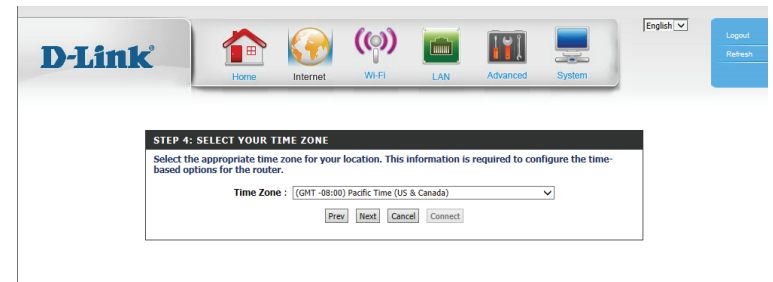 English
Logout
Refresh
D-Link®
Home Internet Wi-Fi LAN Advanced System
STEP 4: SELECT YOUR TIME ZONE
Select the appropriate time zone for your location. This information is required to configure the time-
based options for the router.
Time Zone : (GMT -08:00) Pacific Time (US & Canada)
Prev Next Cancel Connect